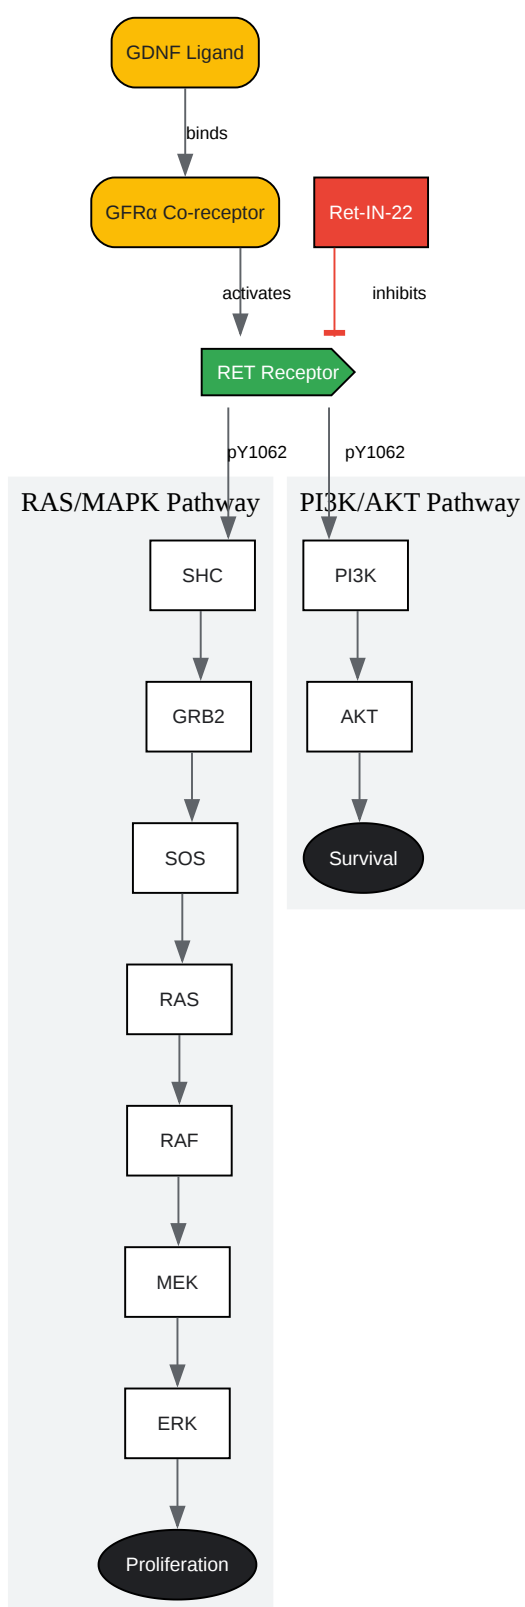 GDNF Ligand
binds
GFRα Co-receptor
Ret-IN-22
activates
inhibits
RET Receptor
pY1062
pY1062
RAS/MAPK Pathway
PI3K/AKT Pathway
SHC
PI3K
GRB2
AKT
SOS
Survival
RAS
RAF
MEK
ERK
Proliferation